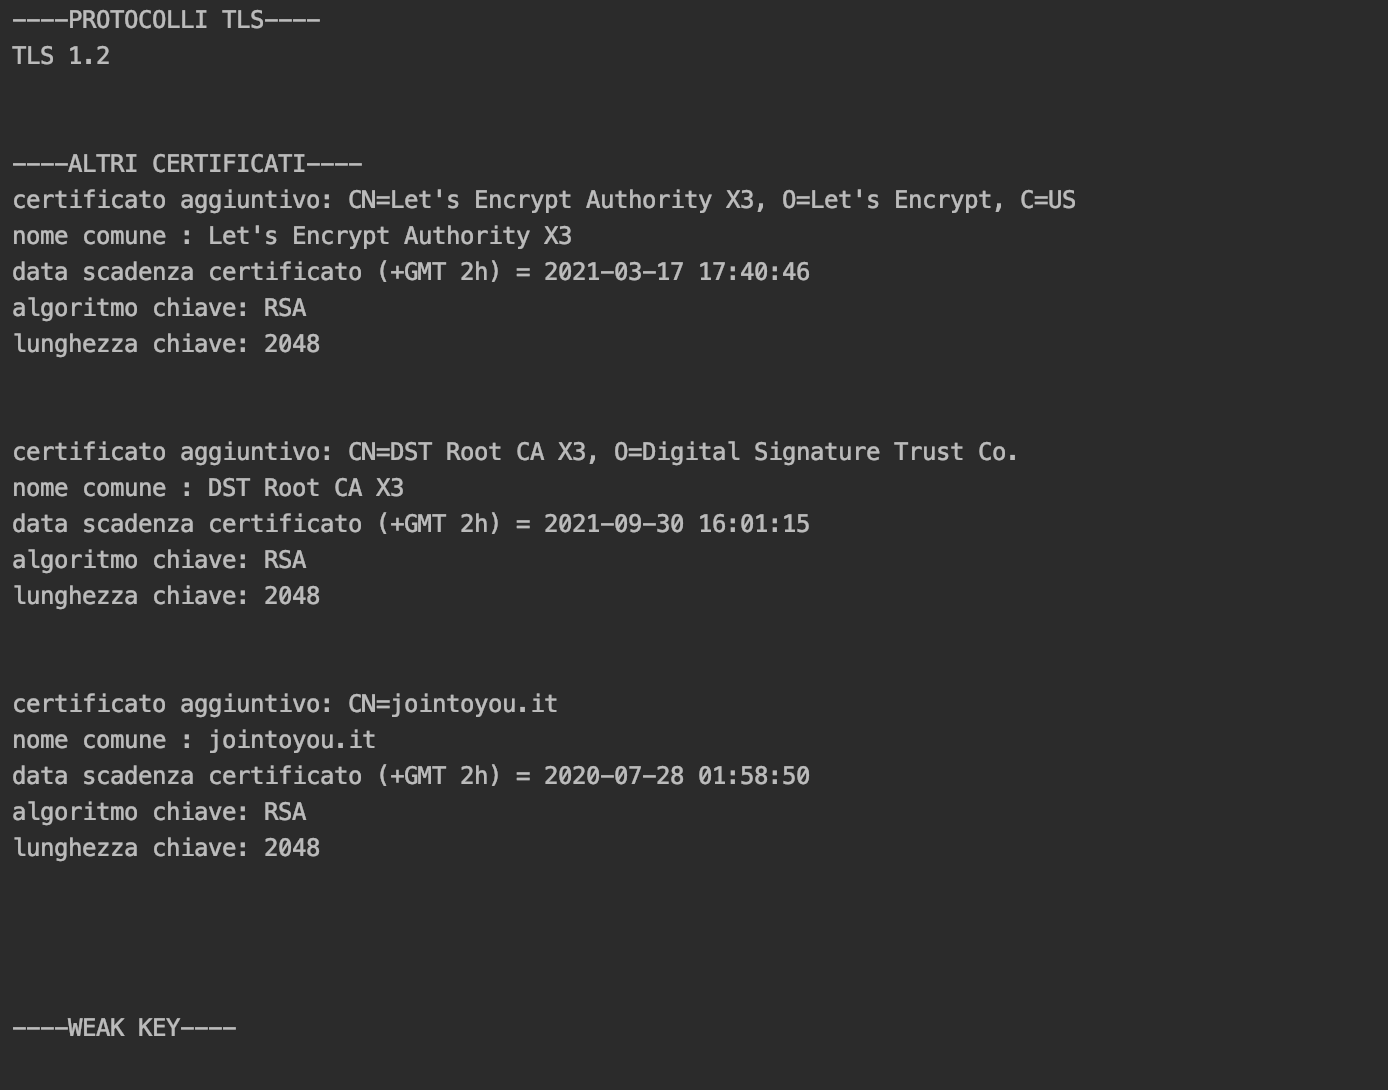 ----PROTOCOLLI TLS----
TLS 1.2
----ALTRI CERTIFICATI----
certificato aggiuntivo: CN=Let's Encrypt Authority X3, O=Let's Encrypt, C=US
nome comune : Let's Encrypt Authority X3
data scadenza certificato (+GMT 2h) = 2021-03-17 17:40:46
algoritmo chiave: RSA
lunghezza chiave: 2048
certificato aggiuntivo: CN=DST Root CA X3, O=Digital Signature Trust Co.
nome comune : DST Root CA X3
data scadenza certificato (+GMT 2h) = 2021-09-30 16:01:15
algoritmo chiave: RSA
lunghezza chiave: 2048
certificato aggiuntivo: CN=jointoyou.it
nome comune : jointoyou.it
data scadenza certificato (+GMT 2h) = 2020-07-28 01:58:50
algoritmo chiave: RSA
lunghezza chiave: 2048
----WEAK KEY----